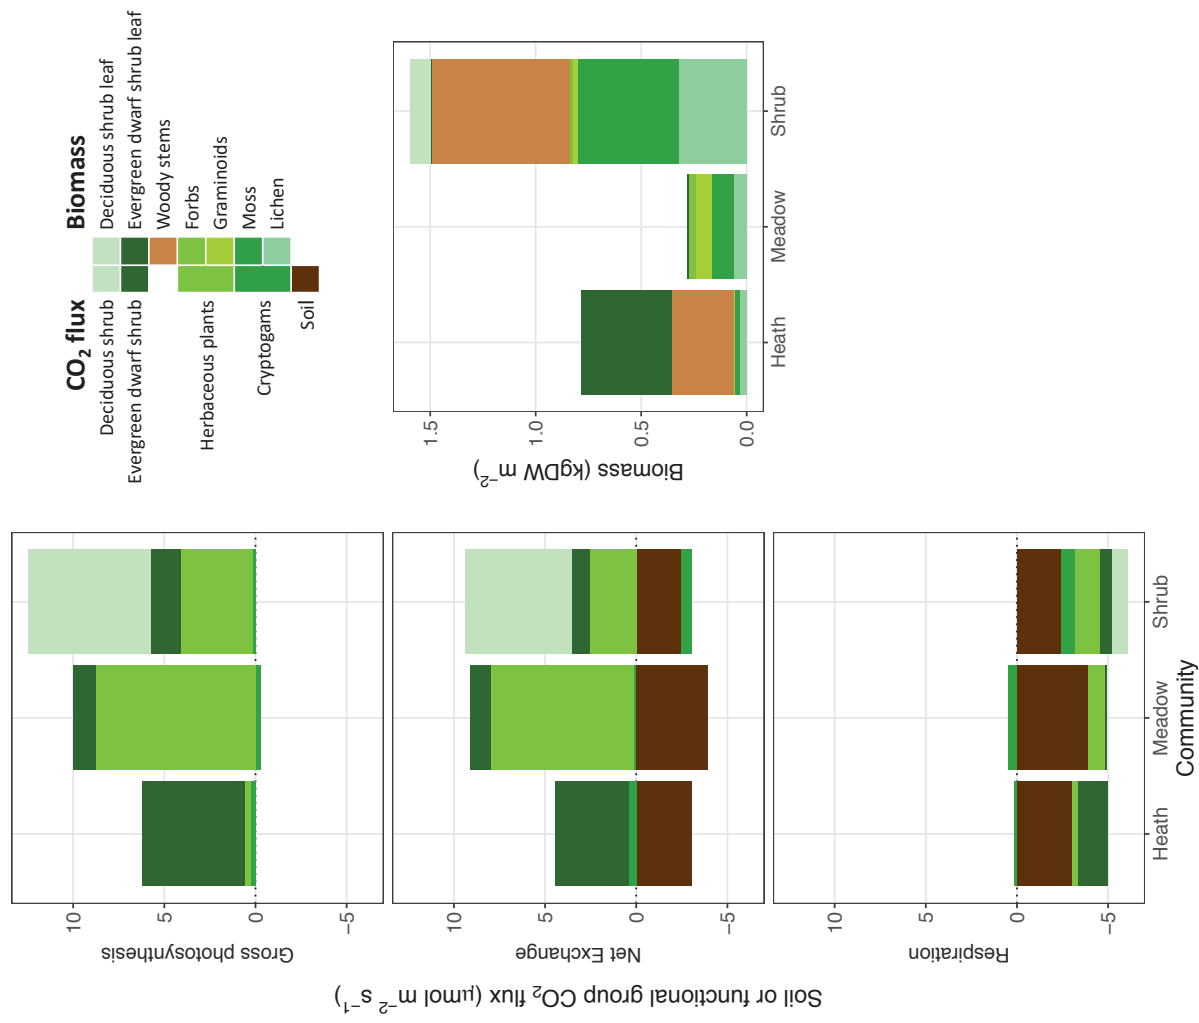 CO₂ flux
Biomass
Deciduous shrub
Deciduous shrub leaf
Evergreen dwarf shrub
Evergreen dwarf shrub leaf
Woody stems
Herbaceous plants
Forbs
Graminoids
Cryptogams
Moss
Lichen
Soil
Gross photosynthesis
10
5
0
−5
Net Exchange
10
5
0
−5
Respiration
10
5
0
−5
Heath
Meadow
Shrub
Community
Soil or functional group CO₂ flux (μmol m⁻² s⁻¹)
Biomass (kgDW m⁻²)
1.5
1.0
0.5
0.0
Heath
Meadow
Shrub